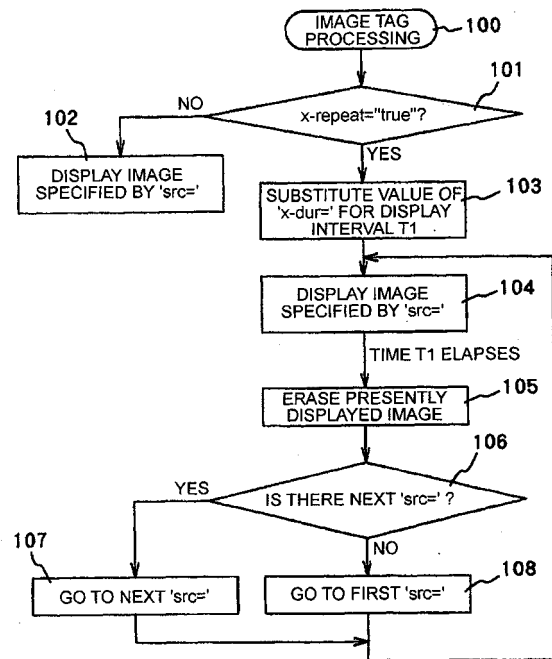 IMAGE TAG
PROCESSING
100
101
x-repeat="true"?
NO
102
YES
DISPLAY IMAGE
SPECIFIED BY 'src='
103
SUBSTITUTE VALUE OF
'x-dur=' FOR DISPLAY
INTERVAL T1
DISPLAY IMAGE
SPECIFIED BY 'src='
104
TIME T1 ELAPSES
ERASE PRESENTLY
DISPLAYED IMAGE
105
106
YES
IS THERE NEXT 'src=' ?
107
NO
108
GO TO NEXT 'src='
GO TO FIRST 'src='